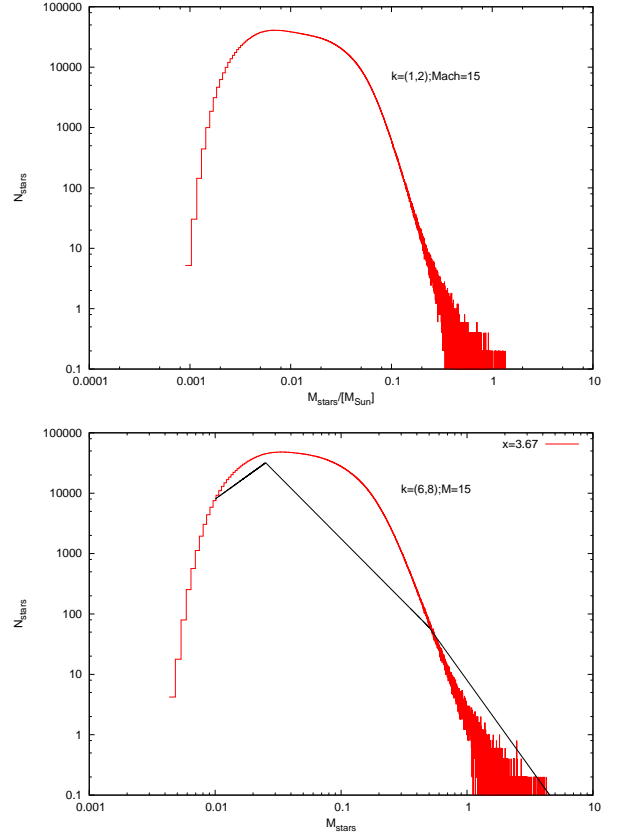 100000
10000
1000
100
10
1
0.1
N_stars
k=(1,2);Mach=15
0.0001 0.001 0.01 0.1 1 10
M_stars/[M_Sun]
100000
10000
1000
100
10
1
0.1
N_stars
x=3.67
k=(6,8);M=15
0.001 0.01 0.1 1 10
M_stars